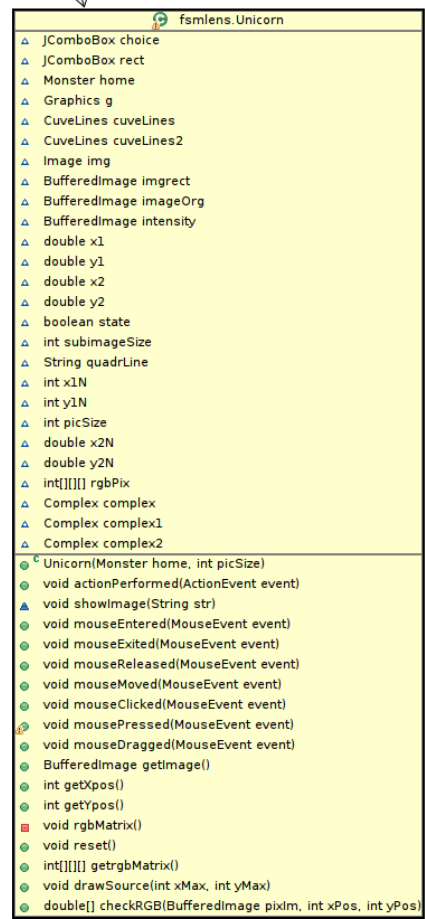 fsmlens.Unicorn
JComboBox choice
JComboBox rect
Monster home
Graphics g
CuveLines cuveLines
CuveLines cuveLines2
Image img
BufferedImage imgrect
BufferedImage imageOrg
BufferedImage intensity
double x1
double y1
double x2
double y2
boolean state
int subimageSize
String quadrLine
int x1N
int y1N
int picSize
double x2N
double y2N
int[][][] rgbPix
Complex complex
Complex complex1
Complex complex2
Unicorn(Monster home, int picSize)
void actionPerformed(ActionEvent event)
void showImage(String str)
void mouseEntered(MouseEvent event)
void mouseExited(MouseEvent event)
void mouseReleased(MouseEvent event)
void mouseMoved(MouseEvent event)
void mouseClicked(MouseEvent event)
void mousePressed(MouseEvent event)
void mouseDragged(MouseEvent event)
BufferedImage getImage()
int getXpos()
int getYpos()
void rgbMatrix()
void reset()
int[][][] getrgbMatrix()
void drawSource(int xMax, int yMax)
double[] checkRGB(BufferedImage pixIm, int xPos, int yPos)